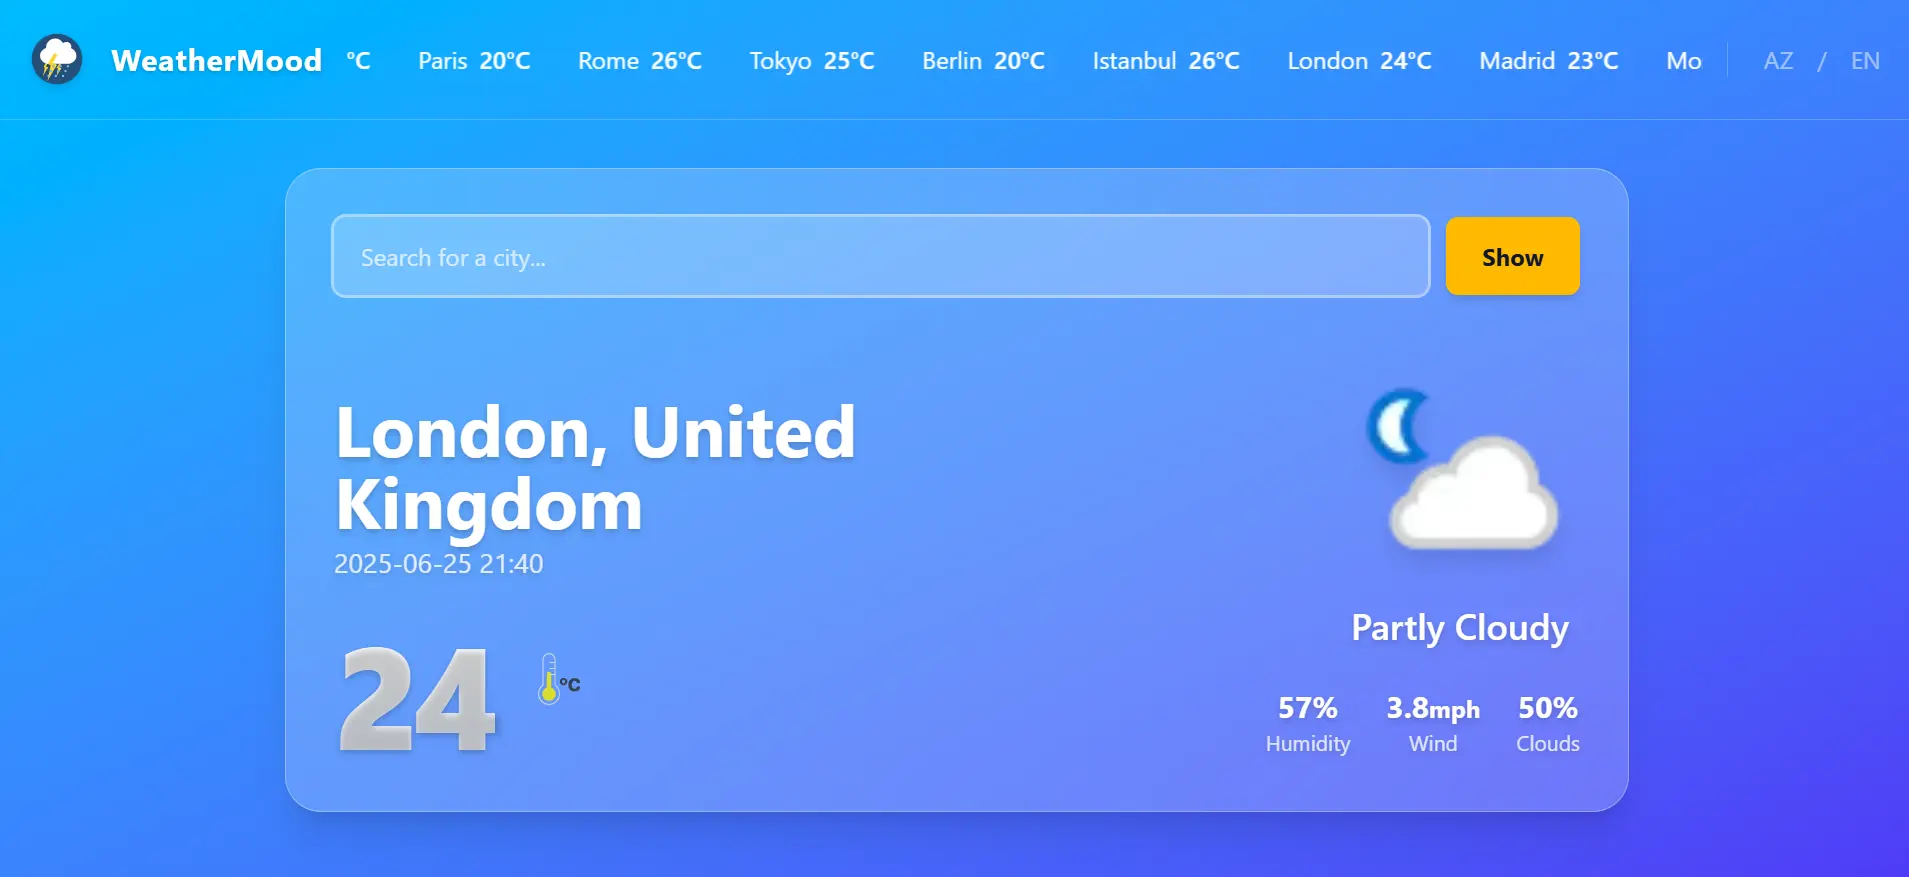 WeatherMood °C Paris 20°C Rome 26°C Tokyo 25°C Berlin 20°C Istanbul 26°C London 24°C Madrid 23°C Mo AZ / EN
Search for a city... Show
London, United
Kingdom
2025-06-25 21:40
Partly Cloudy
24 °C
57% 3.8mph 50%
Humidity Wind Clouds